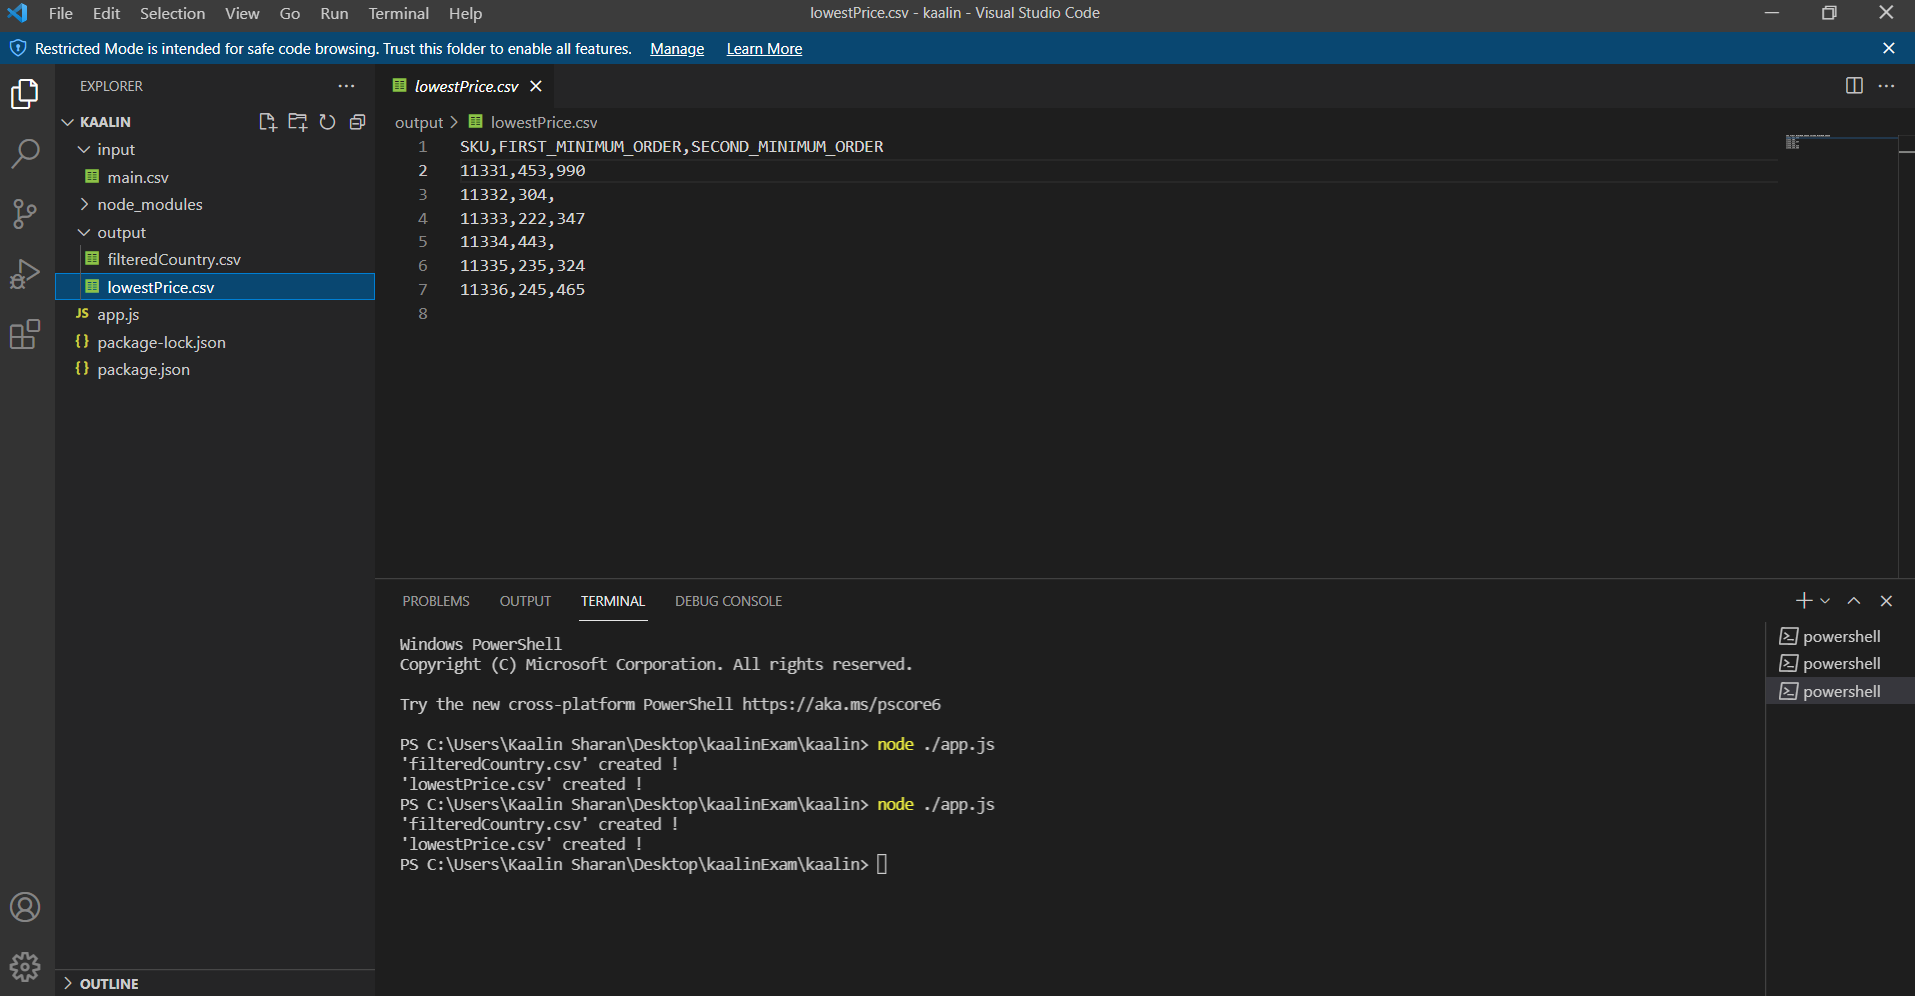 File Edit Selection View Go Run Terminal Help
lowestPrice.csv - kaalin - Visual Studio Code
Restricted Mode is intended for safe code browsing. Trust this folder to enable all features. Manage Learn More
EXPLORER
KAALIN
input
main.csv
node_modules
output
filteredCountry.csv
lowestPrice.csv
JS app.js
{} package-lock.json
{} package.json
OUTLINE
lowestPrice.csv
output > lowestPrice.csv
1 SKU,FIRST_MINIMUM_ORDER,SECOND_MINIMUM_ORDER
2 11331,453,990
3 11332,304,
4 11333,222,347
5 11334,443,
6 11335,235,324
7 11336,245,465
8
PROBLEMS OUTPUT TERMINAL DEBUG CONSOLE
Windows PowerShell
Copyright (C) Microsoft Corporation. All rights reserved.
Try the new cross-platform PowerShell https://aka.ms/pscore6
PS C:\Users\Kaalin Sharan\Desktop\kaalinExam\kaalin> node ./app.js
'filteredCountry.csv' created !
'lowestPrice.csv' created !
PS C:\Users\Kaalin Sharan\Desktop\kaalinExam\kaalin> node ./app.js
'filteredCountry.csv' created !
'lowestPrice.csv' created !
PS C:\Users\Kaalin Sharan\Desktop\kaalinExam\kaalin>
powershell
powershell
powershell